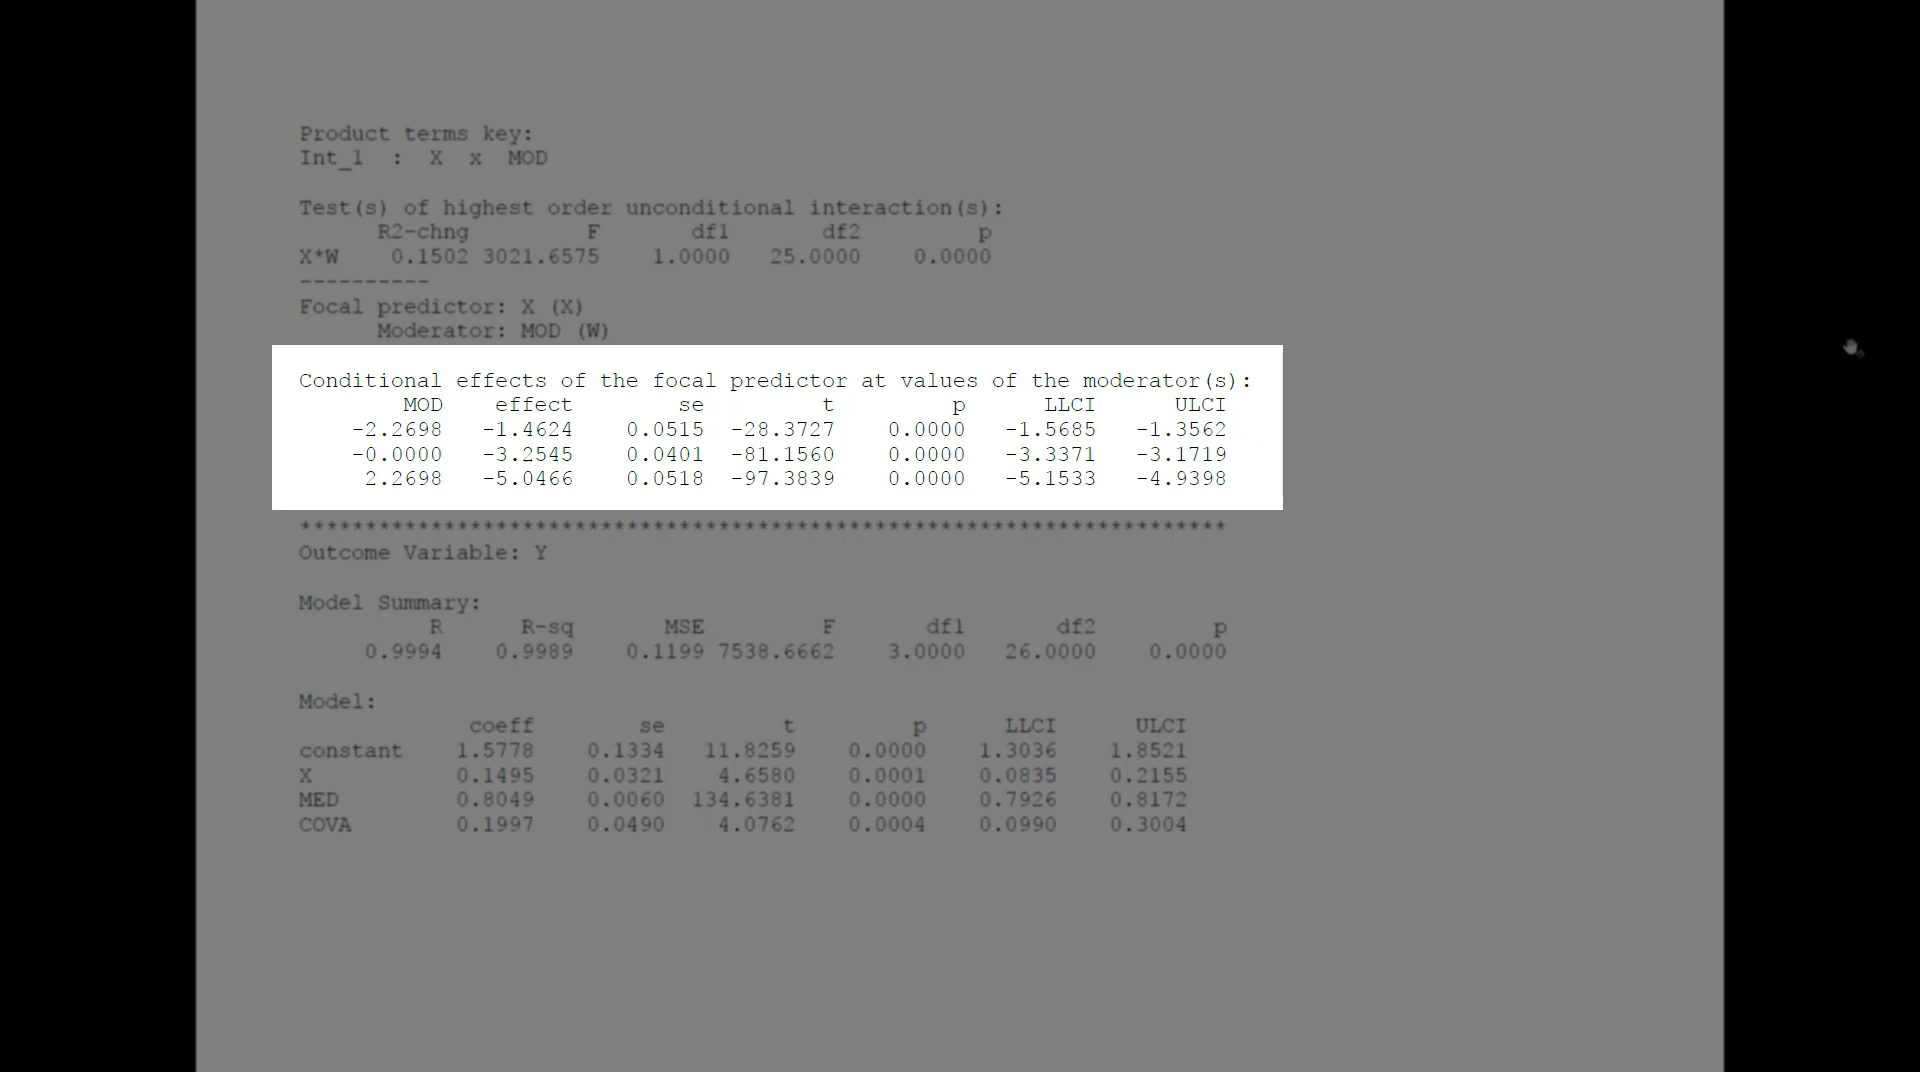 Product terms key:
Int_1 : X x MOD
Test(s) of highest order unconditional interaction(s):
R2-chng F df1 df2 p
X*W 0.1502 3021.6575 1.0000 25.0000 0.0000
----------
Focal predictor: X (X)
Moderator: MOD (W)
Conditional effects of the focal predictor at values of the moderator(s):
MOD effect se t p LLCI ULCI
-2.2698 -1.4624 0.0515 -28.3727 0.0000 -1.5685 -1.3562
-0.0000 -3.2545 0.0401 -81.1560 0.0000 -3.3371 -3.1719
2.2698 -5.0466 0.0518 -97.3839 0.0000 -5.1533 -4.9398
***********************************************************************
Outcome Variable: Y
Model Summary:
R R-sq MSE F df1 df2 p
0.9994 0.9989 0.1199 7538.6662 3.0000 26.0000 0.0000
Model:
coeff se t p LLCI ULCI
constant 1.5778 0.1334 11.8259 0.0000 1.3036 1.8521
X 0.1495 0.0321 4.6580 0.0001 0.0835 0.2155
MED 0.8049 0.0060 134.6381 0.0000 0.7926 0.8172
COVA 0.1997 0.0490 4.0762 0.0004 0.0990 0.3004